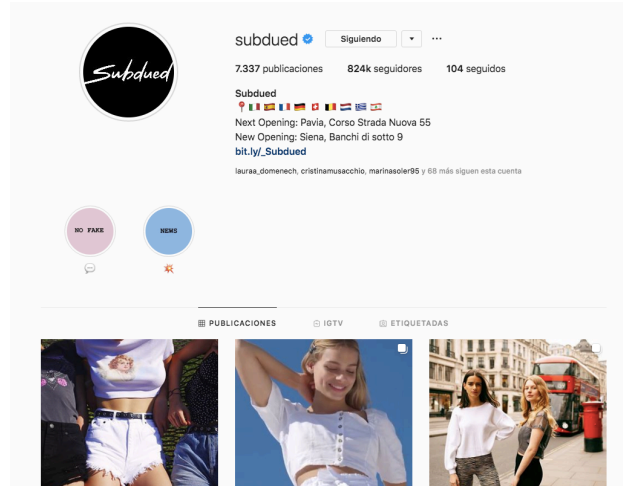 Subdued
subdued Siguiendo
7.337 publicaciones 824k seguidores 104 seguidos
Subdued
Next Opening: Pavia, Corso Strada Nuova 55
New Opening: Siena, Banchi di sotto 9
bit.ly/_Subdued
lauraa_domenech, cristinamusacchio, marinasoler95 y 68 más siguen esta cuenta
NO FAKE NEWS
PUBLICACIONES IGTV ETIQUETADAS